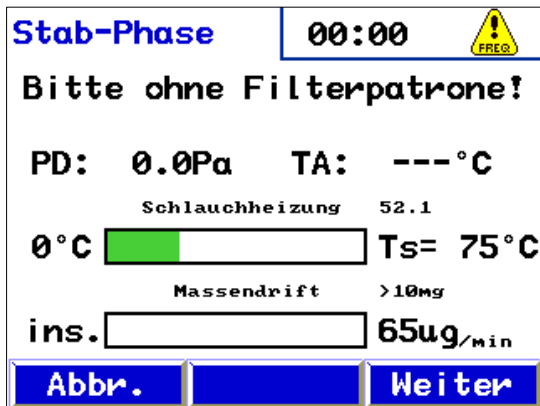 Stab-Phase 00:00 FREQ
Bitte ohne Filterpatrone!
PD: 0.0Pa TA: ---°C
Schlauchheizung 52.1
0°C Ts= 75°C
Massendrift >10mg
ins. 65ug/min
Abbr. Weiter